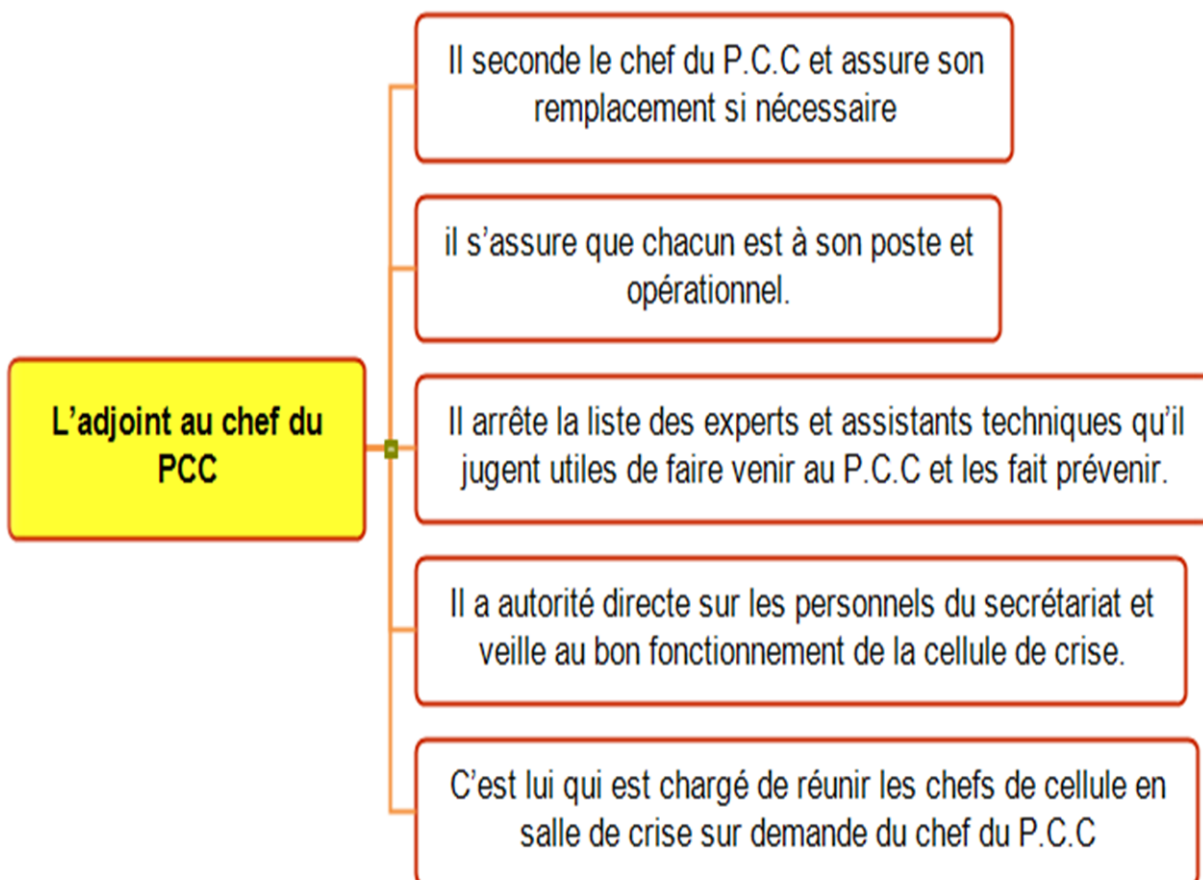 Il seconde le chef du P.C.C et assure son
remplacement si nécessaire
il s’assure que chacun est à son poste et
opérationnel.
L’adjoint au chef du
PCC
Il arrête la liste des experts et assistants techniques qu’il
jugent utiles de faire venir au P.C.C et les fait prévenir.
Il a autorité directe sur les personnels du secrétariat et
veille au bon fonctionnement de la cellule de crise.
C’est lui qui est chargé de réunir les chefs de cellule en
salle de crise sur demande du chef du P.C.C